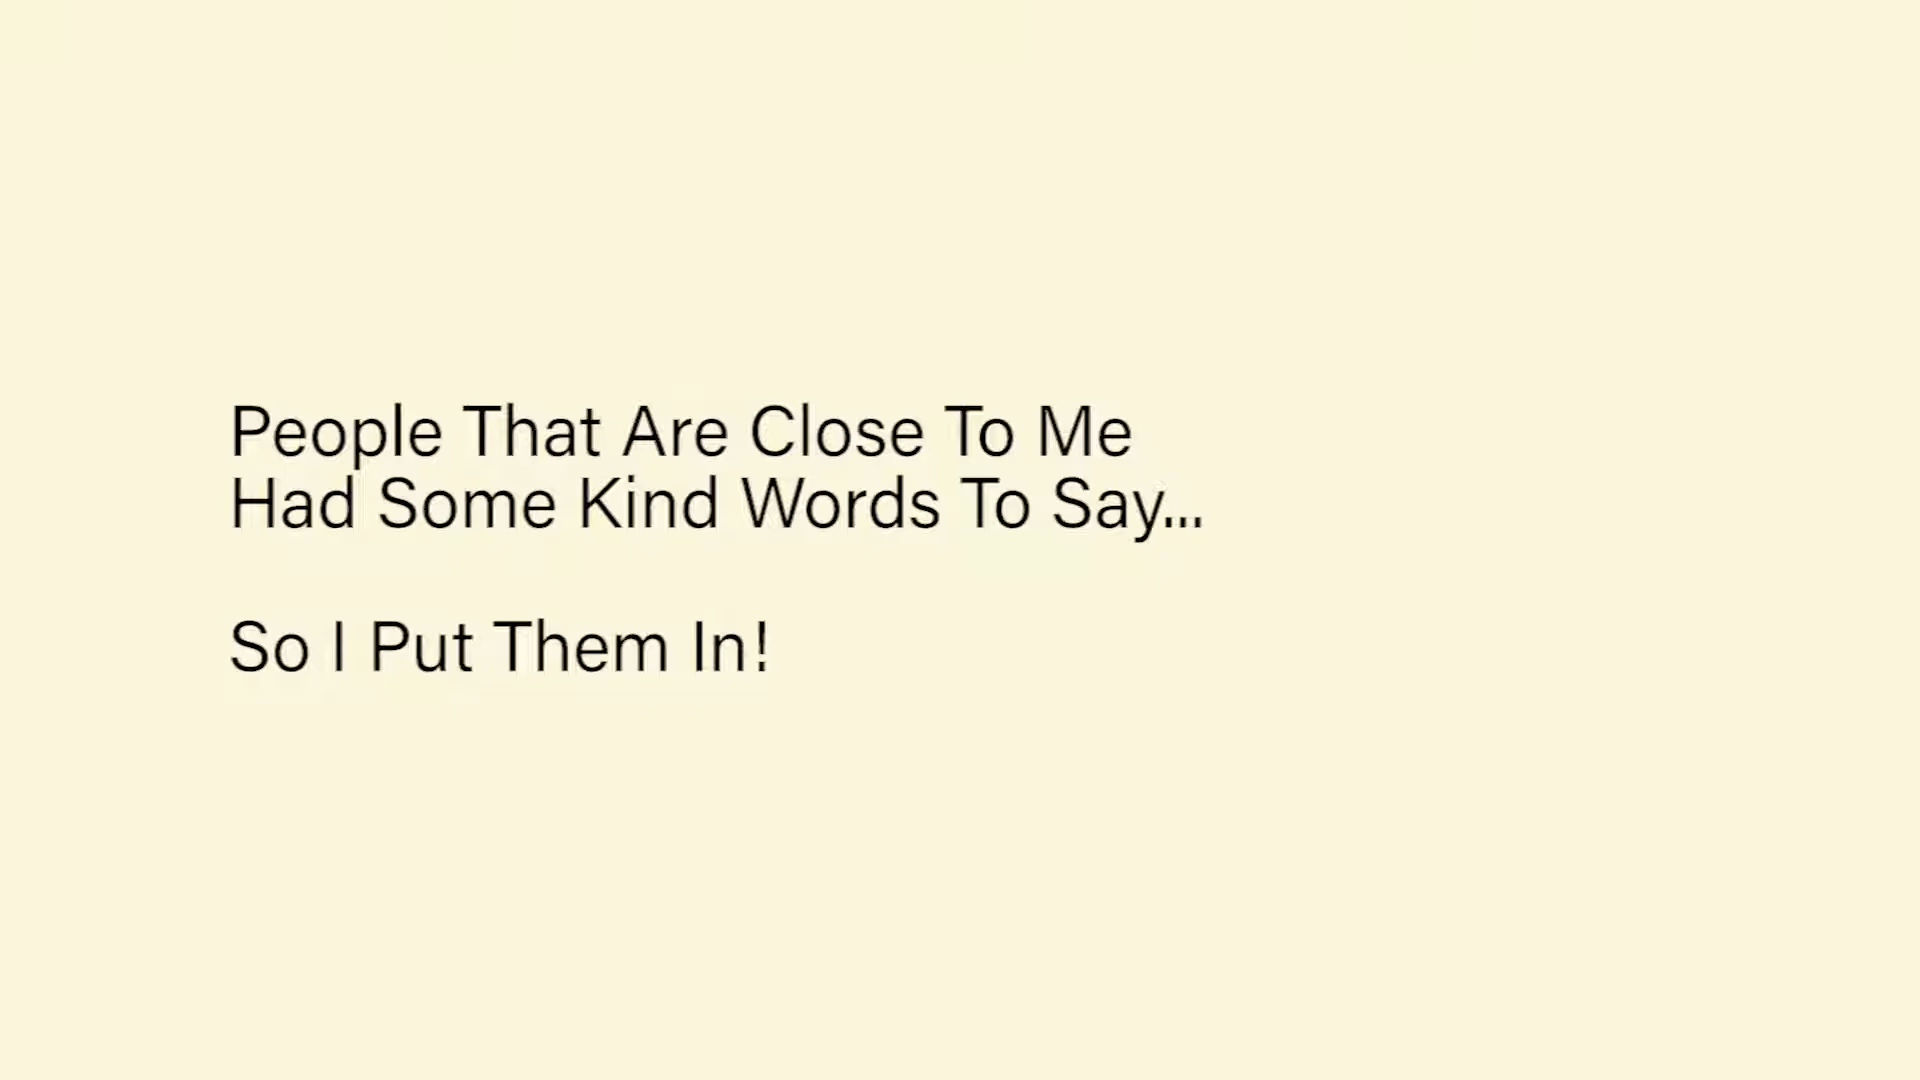 People That Are Close To Me
Had Some Kind Words To Say...
So I Put Them In!